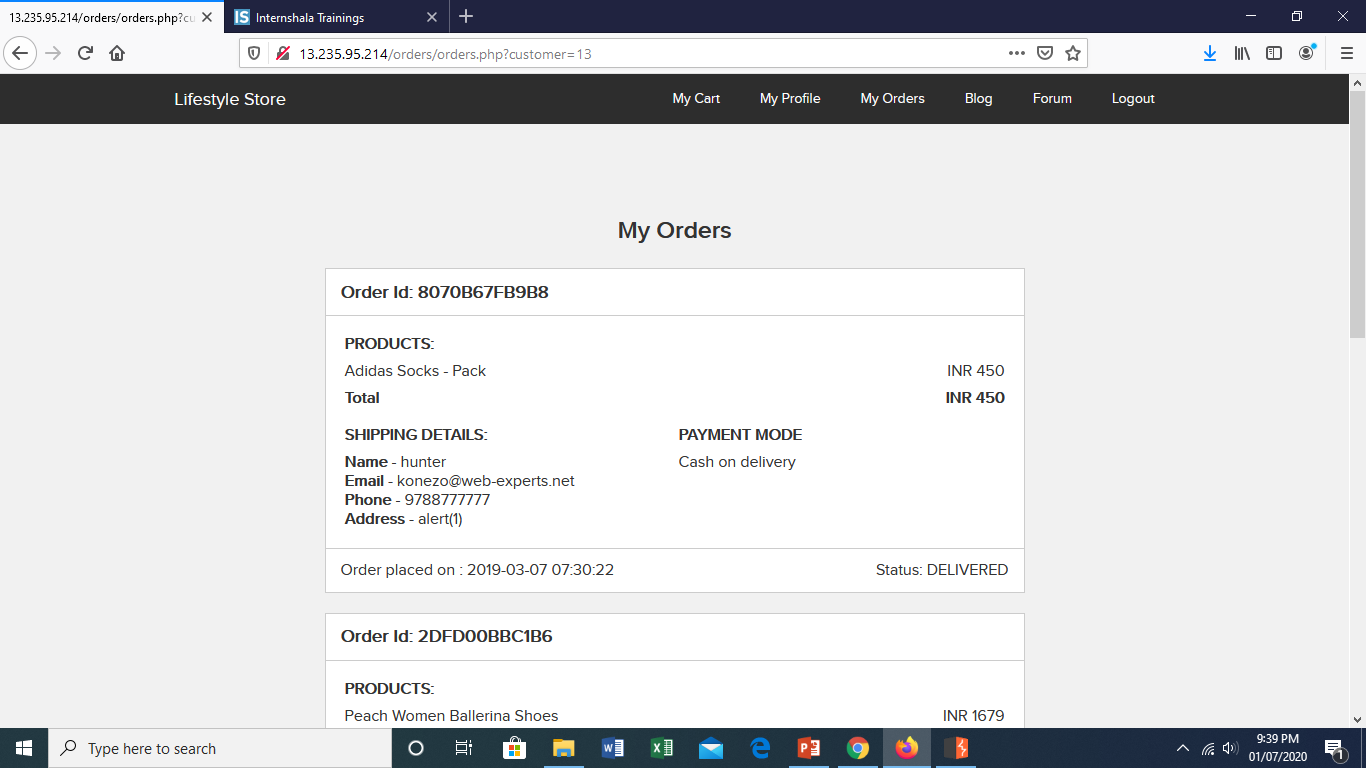 13.235.95.214/orders/orders.php?cu
Internshala Trainings
13.235.95.214/orders/orders.php?customer=13
Lifestyle Store
My Cart
My Profile
My Orders
Blog
Forum
Logout
My Orders
Order Id: 8070B67FB9B8
PRODUCTS:
Adidas Socks - Pack INR 450
Total INR 450
SHIPPING DETAILS: PAYMENT MODE
Name - hunter Cash on delivery
Email - konezo@web-experts.net
Phone - 9788777777
Address - alert(1)
Order placed on : 2019-03-07 07:30:22 Status: DELIVERED
Order Id: 2DFD00BBC1B6
PRODUCTS:
Peach Women Ballerina Shoes INR 1679
Type here to search
9:39 PM
01/07/2020
1